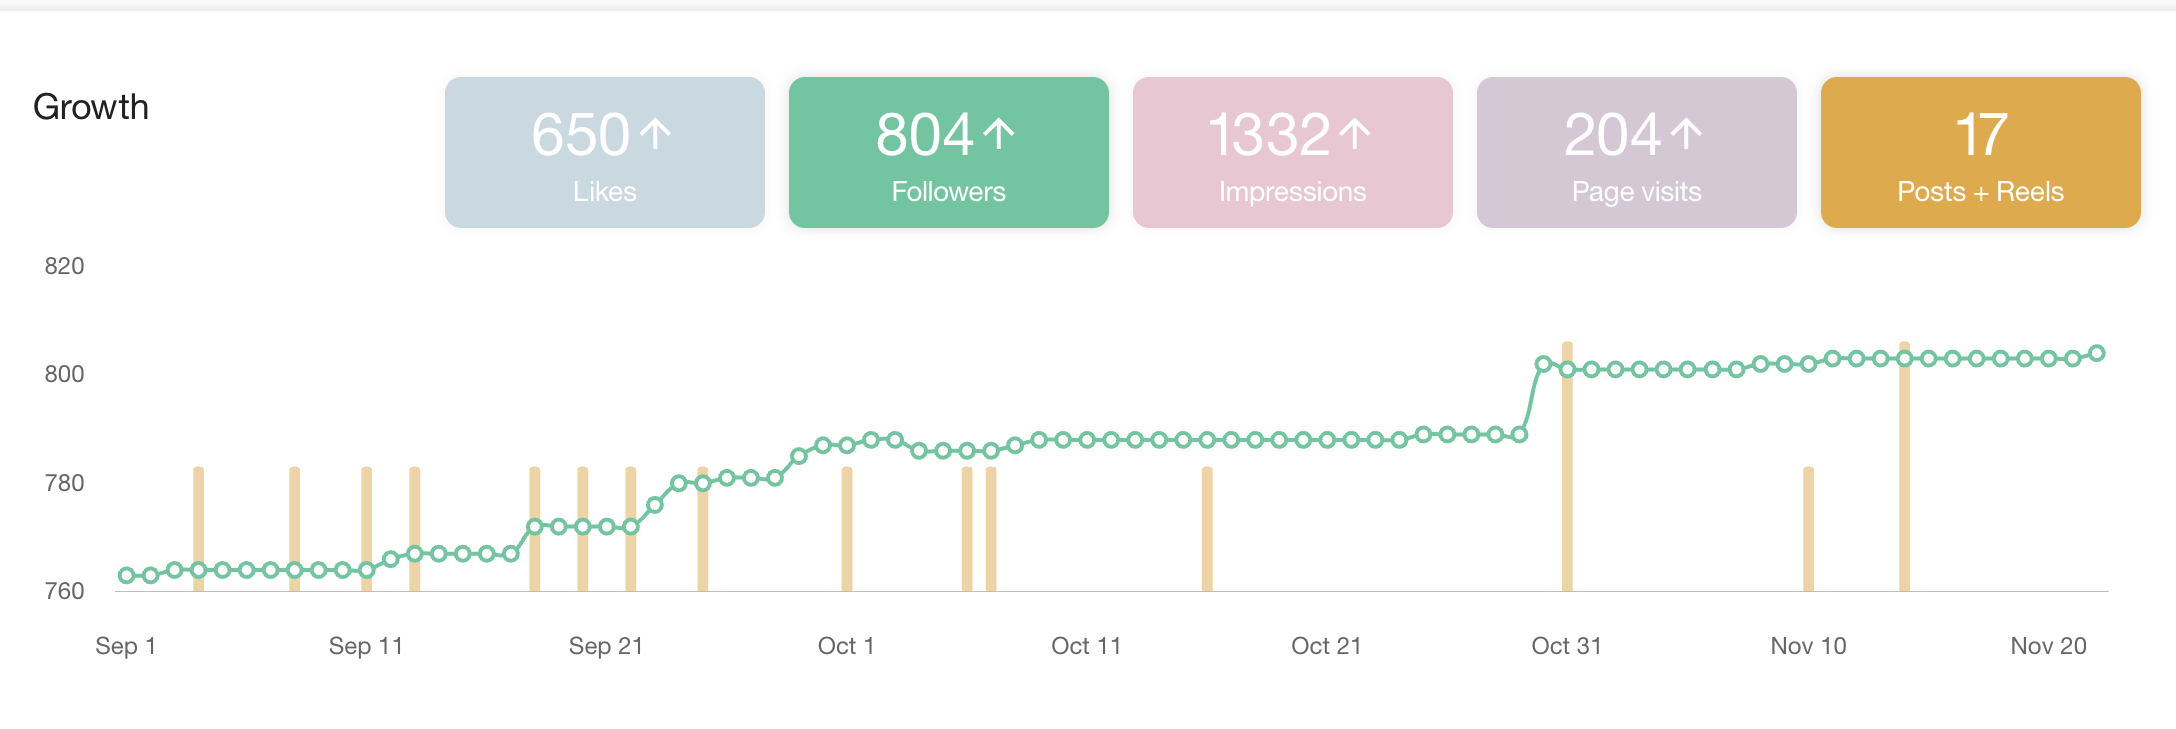 Growth
650↑
Likes
804↑
Followers
1332↑
Impressions
204↑
Page visits
17
Posts + Reels
820
800
780
760
Sep 1
Sep 11
Sep 21
Oct 1
Oct 11
Oct 21
Oct 31
Nov 10
Nov 20